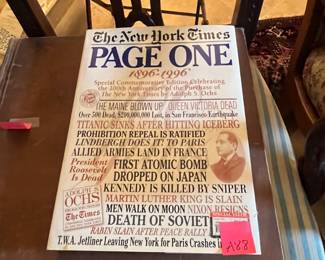 The New York Times
PAGE ONE
1896-1996
Special Commemorative Edition Celebrating
the 100th Anniversary of the Purchase of
The New York Times by Adolph S. Ochs
THE MAINE BLOWN UP QUEEN VICTORIA DEAD
Over 500 Dead, $200,000,000 Lost, in San Francisco Earthquake
TITANIC SINKS AFTER HITTING ICEBERG
PROHIBITION REPEAL IS RATIFIED
LINDBERGH DOES IT! TO PARIS
ALLIED ARMIES LAND IN FRANCE
President
Roosevelt
Is Dead
FIRST ATOMIC BOMB
DROPPED ON JAPAN
KENNEDY IS KILLED BY SNIPER
ADOLPH S.
OCHS
The Times
MARTIN LUTHER KING IS SLAIN
MEN WALK ON MOON NIXON RESIGNS
DEATH OF SOVIET
RABIN SLAIN AFTER PEACE RALLY
T.W.A. Jetliner Leaving New York for Paris Crashes
A88